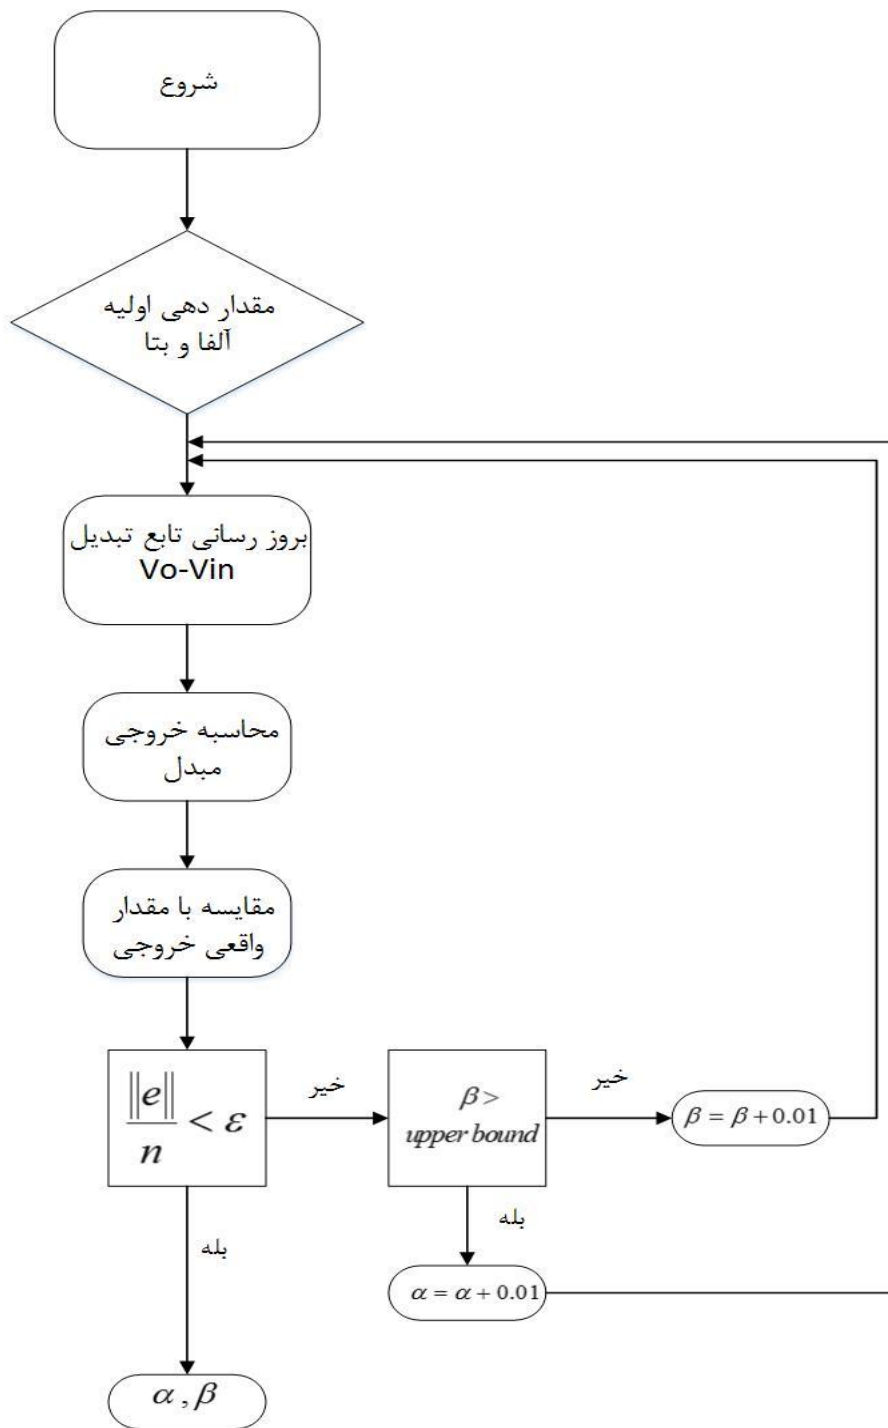 شروع
مقدار دهی اولیه
آلفا و بتا
بروز رسانی تابع تبدیل
Vo-Vin
محاسبه خروجی
مبدل
مقایسه با مقدار
واقعی خروجی
‖e‖/n < ε
خیر
β >
upper bound
خیر
β = β + 0.01
بله
بله
α = α + 0.01
α , β